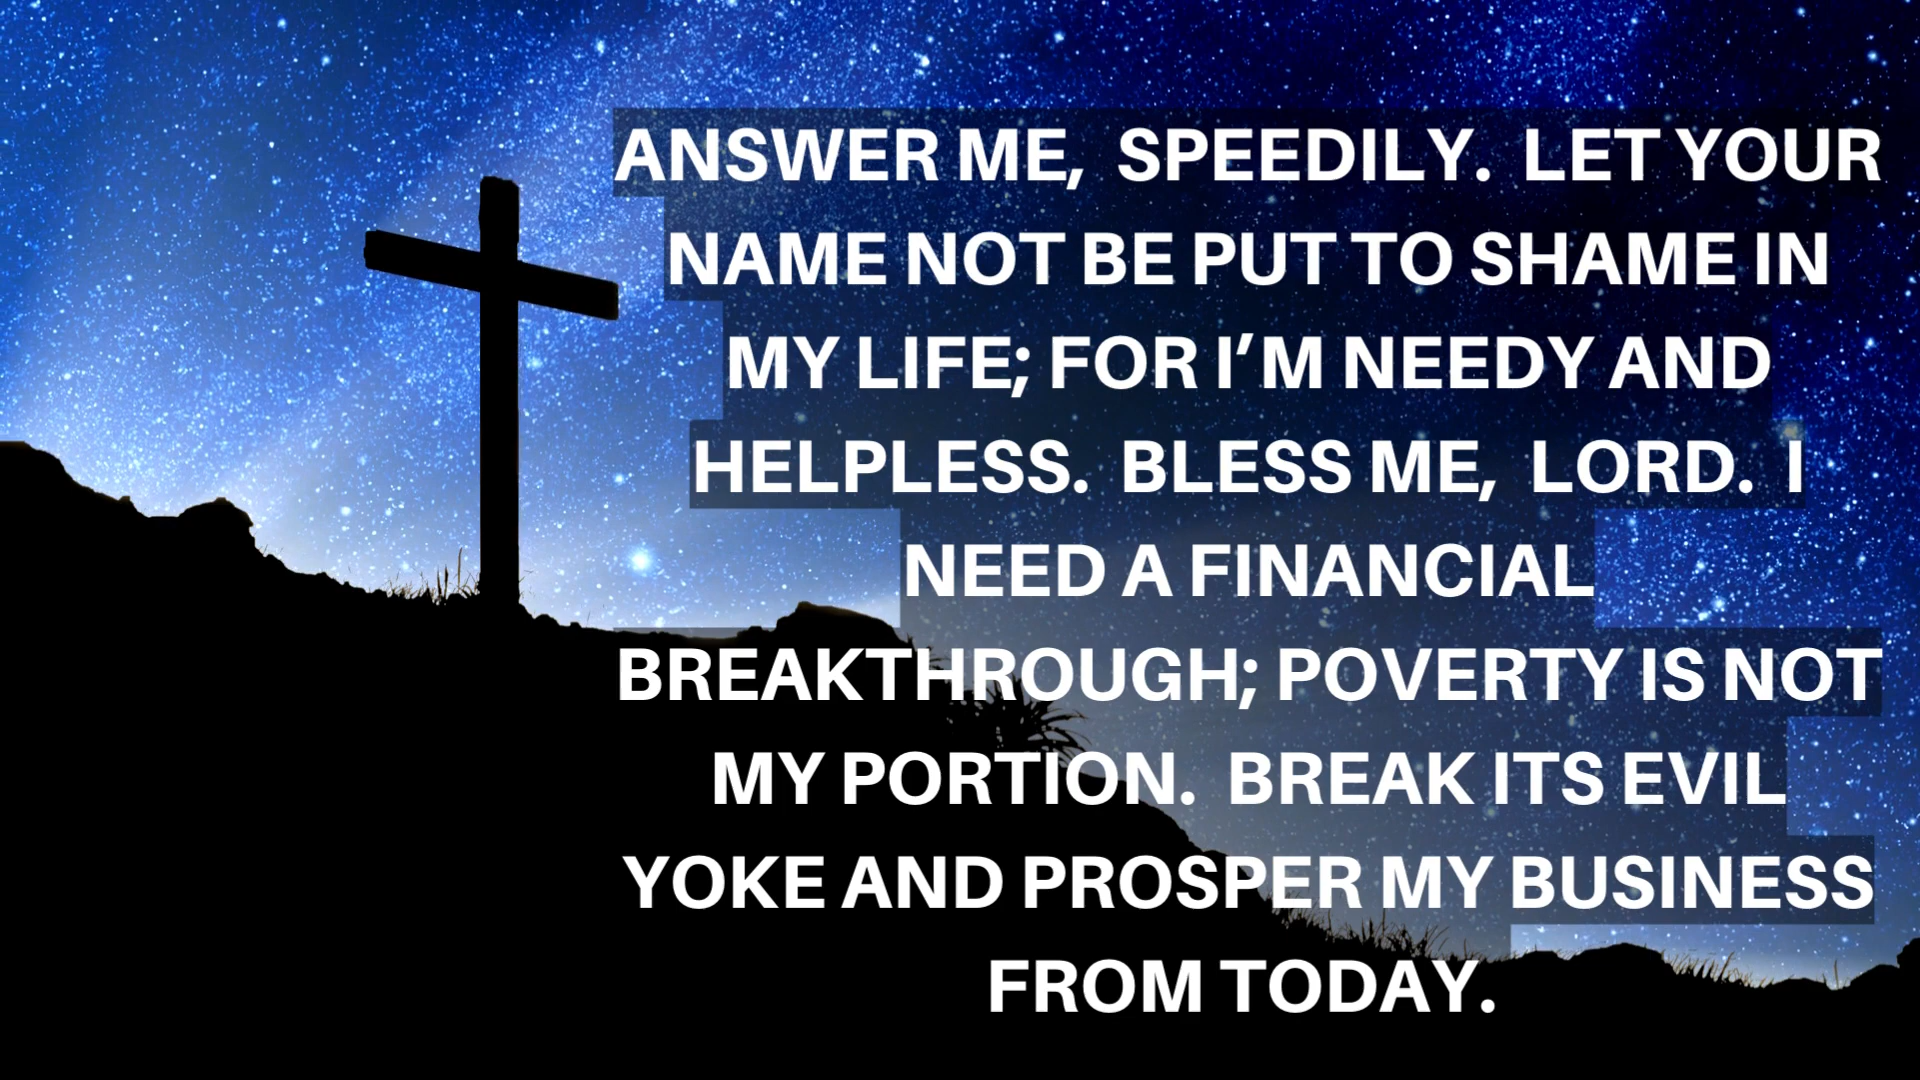 ANSWER ME,  SPEEDILY.  LET YOUR
NAME NOT BE PUT TO SHAME IN
MY LIFE; FOR I’M NEEDY AND
HELPLESS.  BLESS ME,  LORD.  I
NEED A FINANCIAL
BREAKTHROUGH; POVERTY IS NOT
MY PORTION.  BREAK ITS EVIL
YOKE AND PROSPER MY BUSINESS
FROM TODAY.